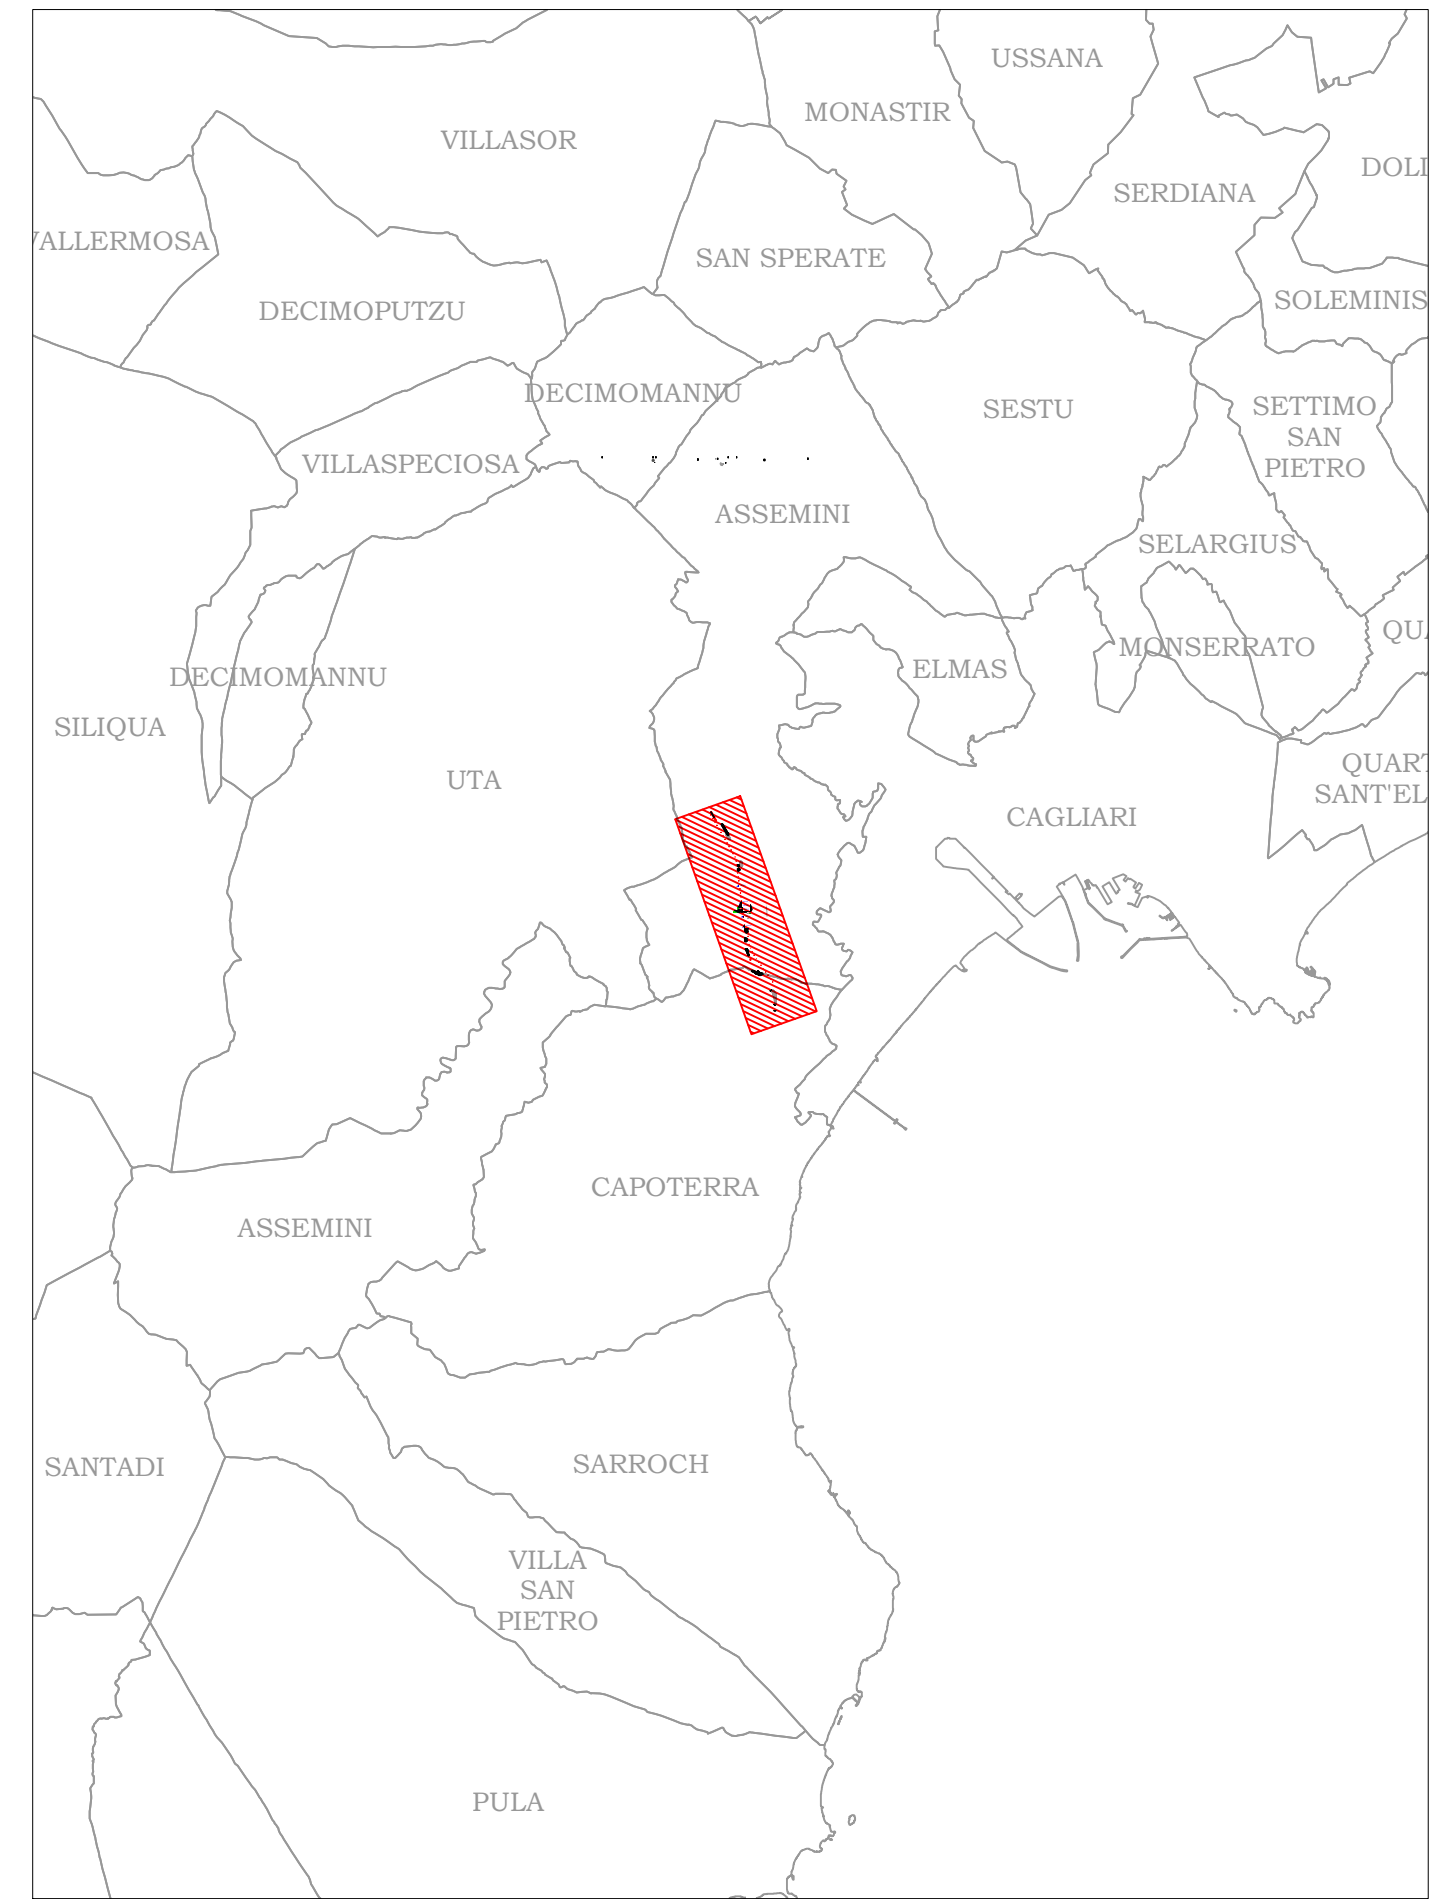 USSANA
MONASTIR
VILLASOR
DOLI
SERDIANA
VALLERMOSA
SAN SPERATE
SOLEMINIS
DECIMOPUTZU
DECIMOMANNU
SESTU
SETTIMO
SAN
PIETRO
VILLASPECIOSA
ASSEMINI
SELARGIUS
QUA
MONSERRATO
ELMAS
DECIMOMANNU
SILIQUA
UTA
QUART
SANT'EL
CAGLIARI
CAPOTERRA
ASSEMINI
SARROCH
SANTADI
VILLA
SAN
PIETRO
PULA